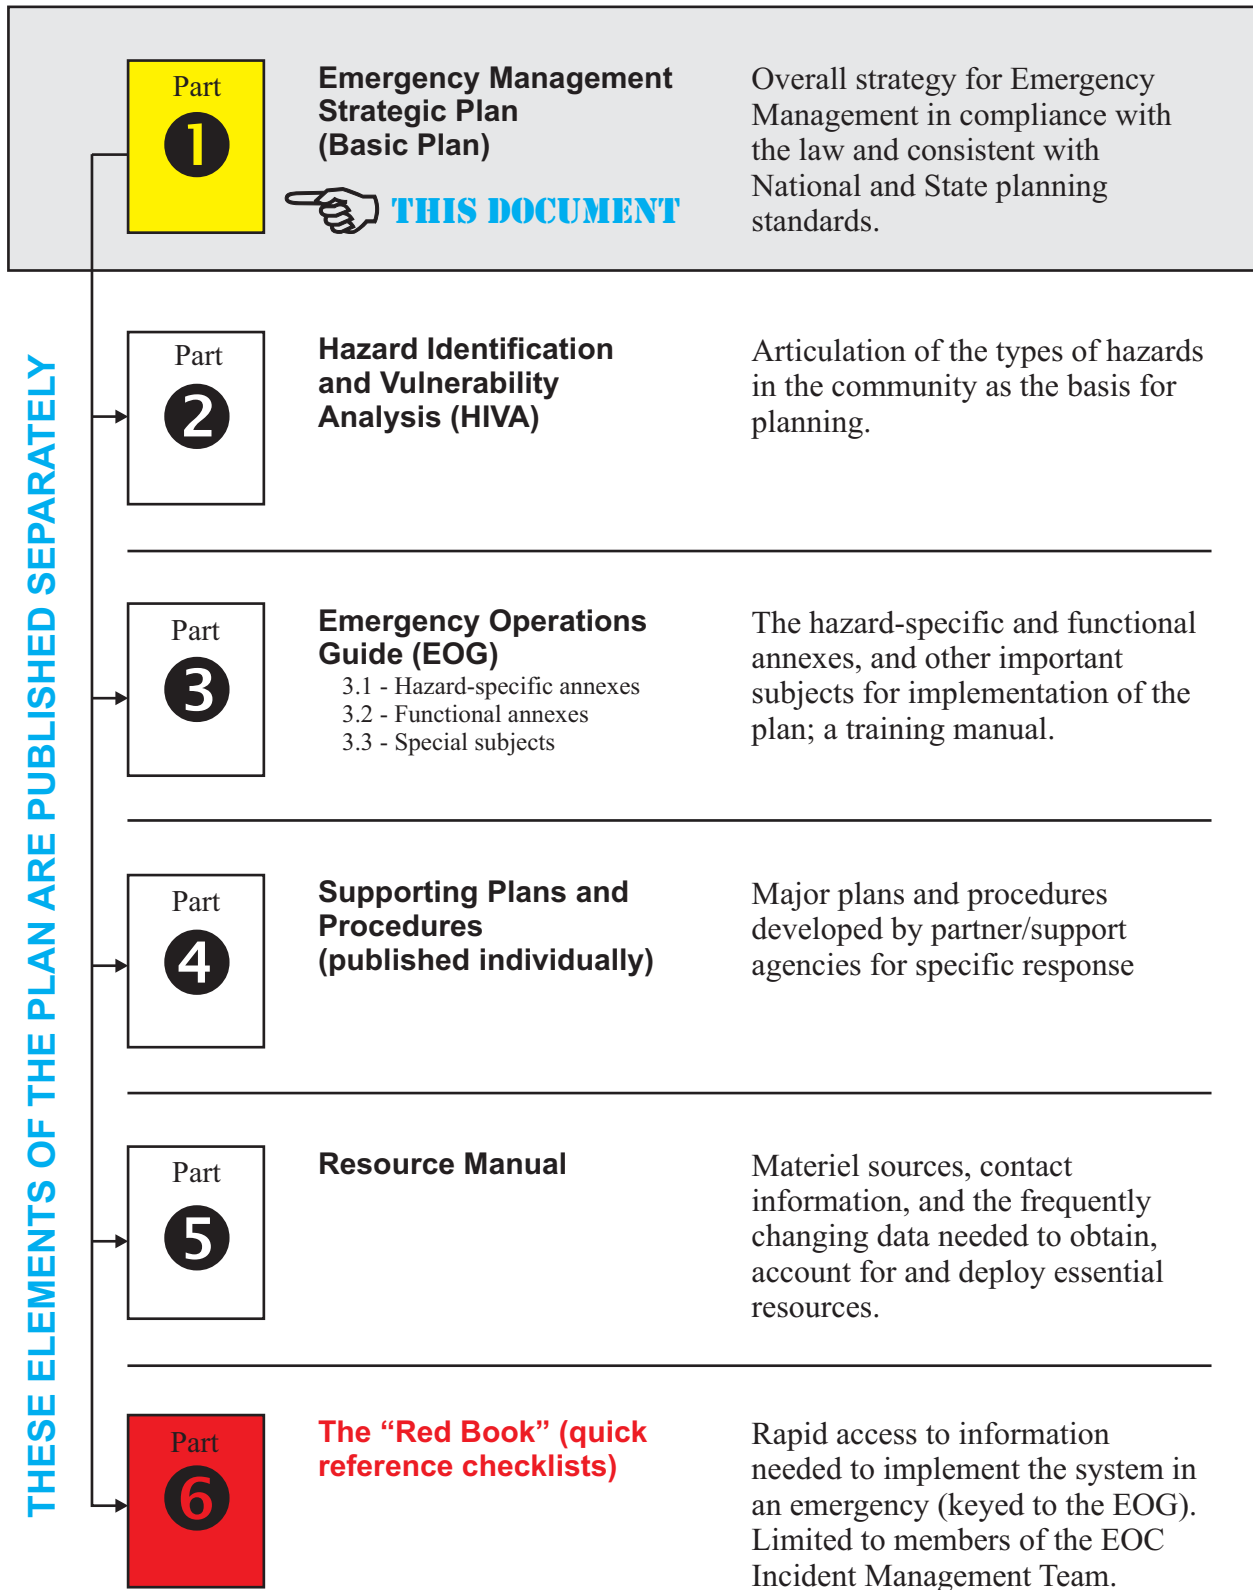 Part
1
Emergency Management
Strategic Plan
(Basic Plan)
THIS DOCUMENT
Overall strategy for Emergency
Management in compliance with
the law and consistent with
National and State planning
standards.
THESE ELEMENTS OF THE PLAN ARE PUBLISHED SEPARATELY
Part
2
Hazard Identification
and Vulnerability
Analysis (HIVA)
Articulation of the types of hazards
in the community as the basis for
planning.
Part
3
Emergency Operations
Guide (EOG)
3.1 - Hazard-specific annexes
3.2 - Functional annexes
3.3 - Special subjects
The hazard-specific and functional
annexes, and other important
subjects for implementation of the
plan; a training manual.
Part
4
Supporting Plans and
Procedures
(published individually)
Major plans and procedures
developed by partner/support
agencies for specific response
Part
5
Resource Manual
Materiel sources, contact
information, and the frequently
changing data needed to obtain,
account for and deploy essential
resources.
Part
6
The “Red Book” (quick
reference checklists)
Rapid access to information
needed to implement the system in
an emergency (keyed to the EOG).
Limited to members of the EOC
Incident Management Team.